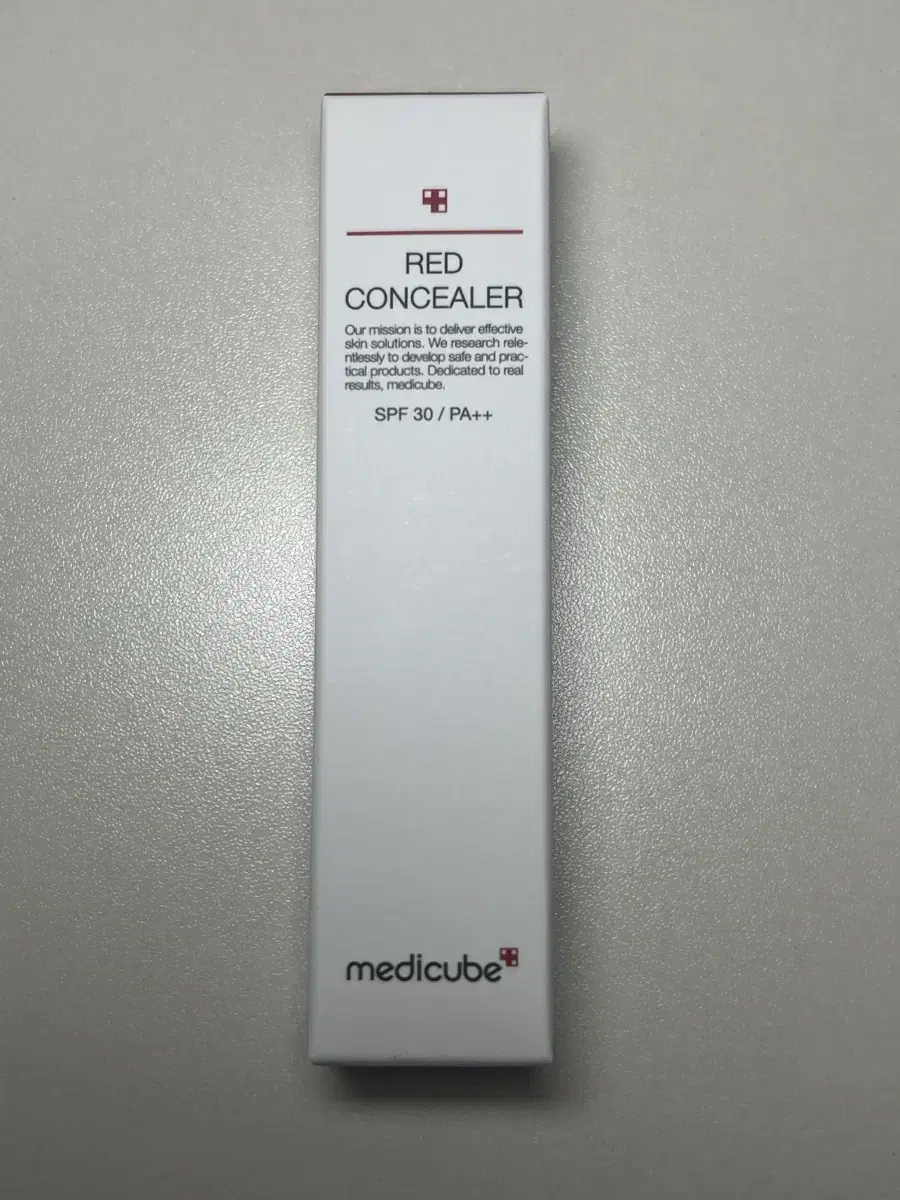 RED
CONCEALER
Our mission is to deliver effective
skin solutions. We research rele-
ntlessly to develop safe and prac-
tical products. Dedicated to real
results, medicube.
SPF 30 / PA++
medicube